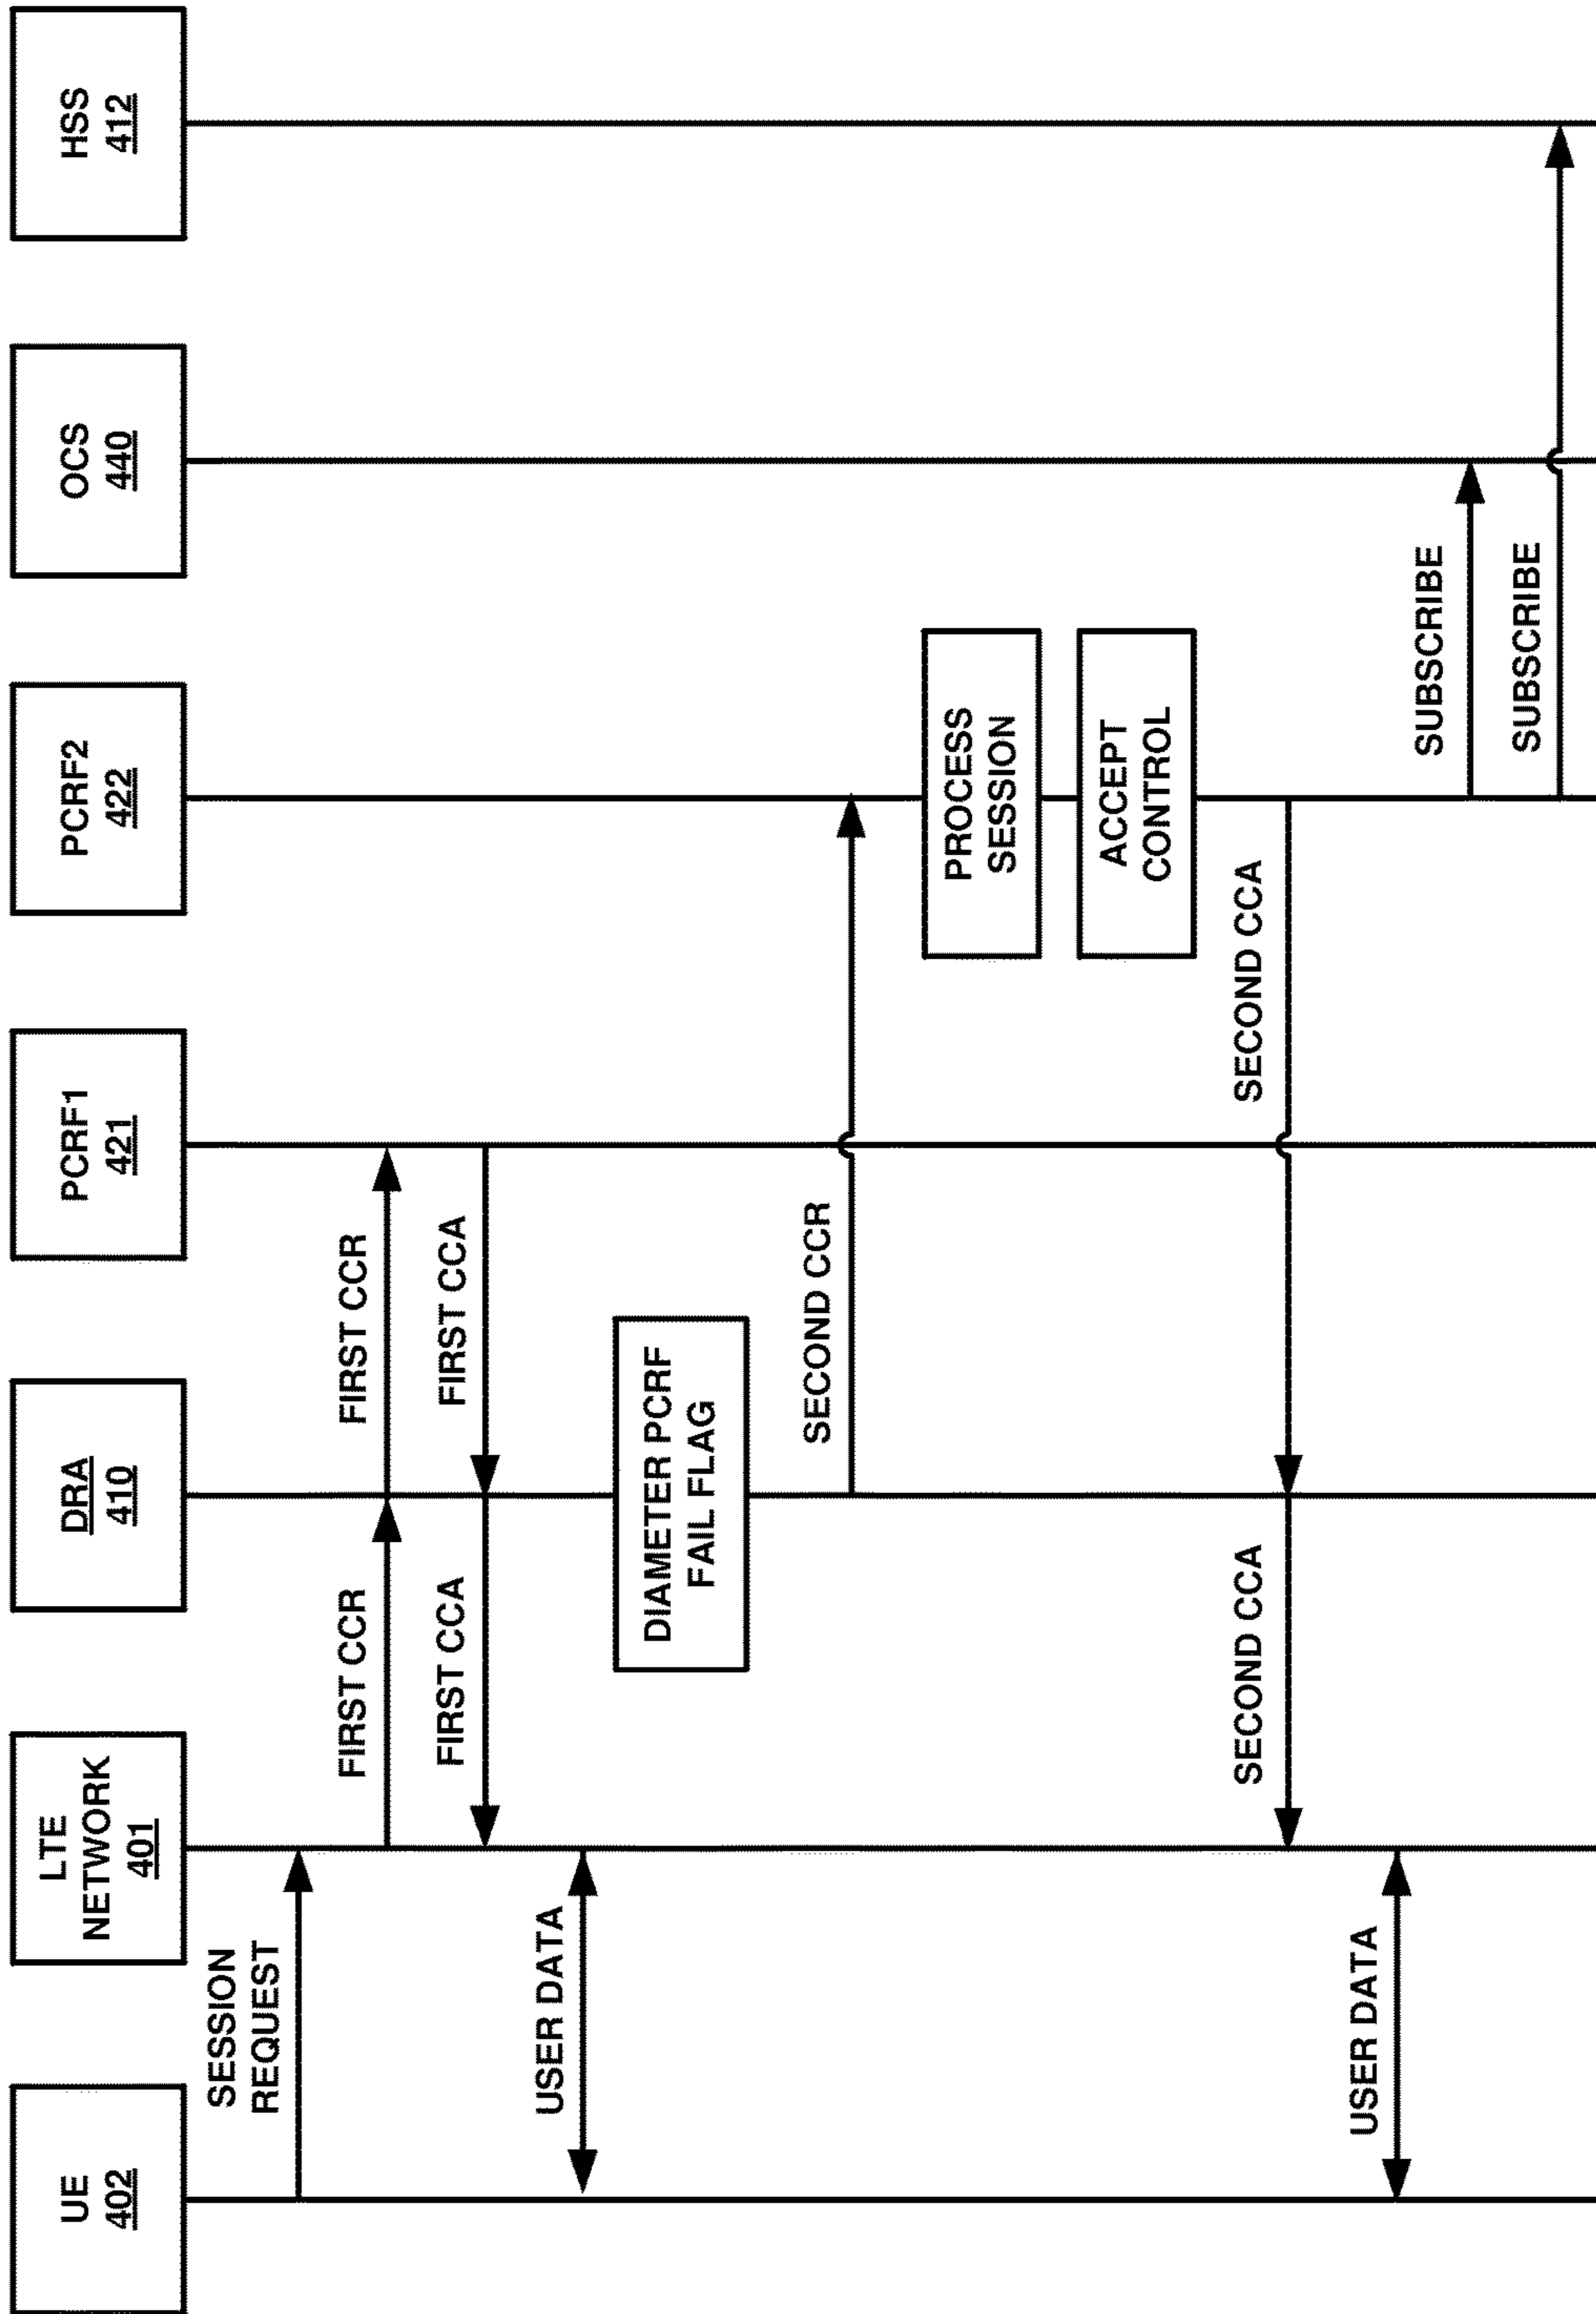 UE
402
LTE
NETWORK
401
DRA
410
PCRF1
421
PCRF2
422
OCS
440
HSS
412
SESSION
REQUEST
FIRST CCR
FIRST CCR
FIRST CCA
FIRST CCA
USER DATA
DIAMETER PCRF
FAIL FLAG
SECOND CCR
PROCESS
SESSION
ACCEPT
CONTROL
SECOND CCA
SECOND CCA
USER DATA
SUBSCRIBE
SUBSCRIBE